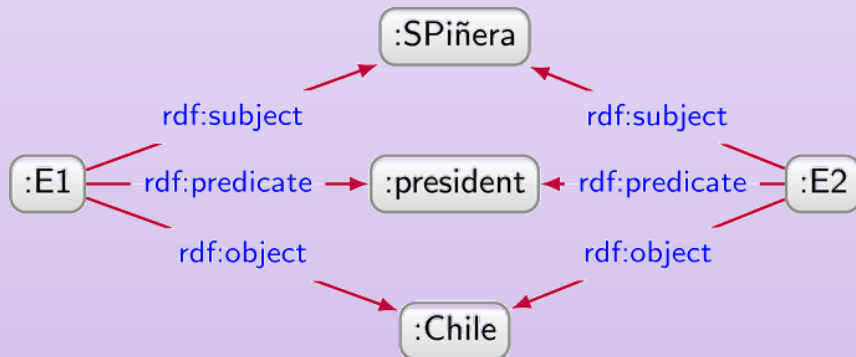 :SPiñera
rdf:subject rdf:subject
:E1 rdf:predicate :president rdf:predicate :E2
rdf:object rdf:object
:Chile